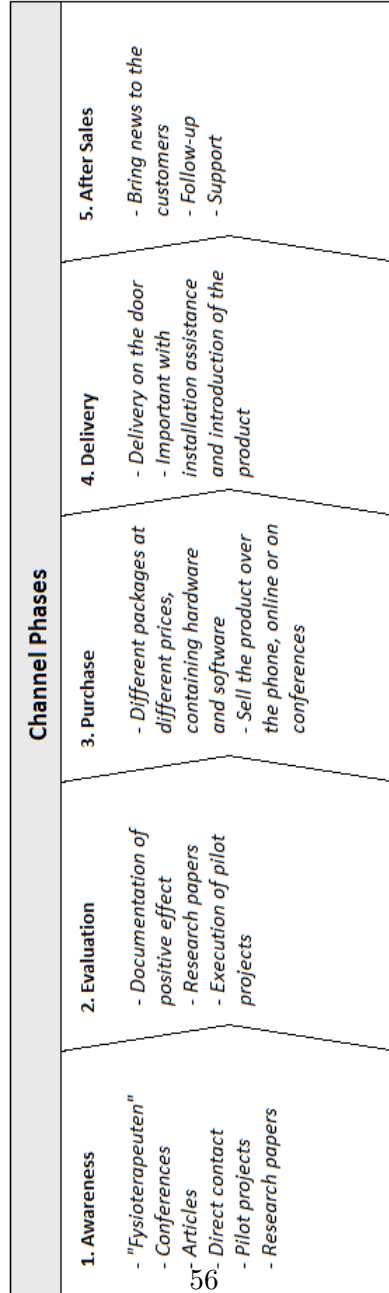 Channel Phases
1. Awareness
- "Fysioterapeuten"
- Conferences
- Articles
- Direct contact
- Pilot projects
- Research papers
2. Evaluation
- Documentation of
positive effect
- Research papers
- Execution of pilot
projects
3. Purchase
- Different packages at
different prices,
containing hardware
and software
- Sell the product over
the phone, online or on
conferences
4. Delivery
- Delivery on the door
- Important with
installation assistance
and introduction of the
product
5. After Sales
- Bring news to the
customers
- Follow-up
- Support
56